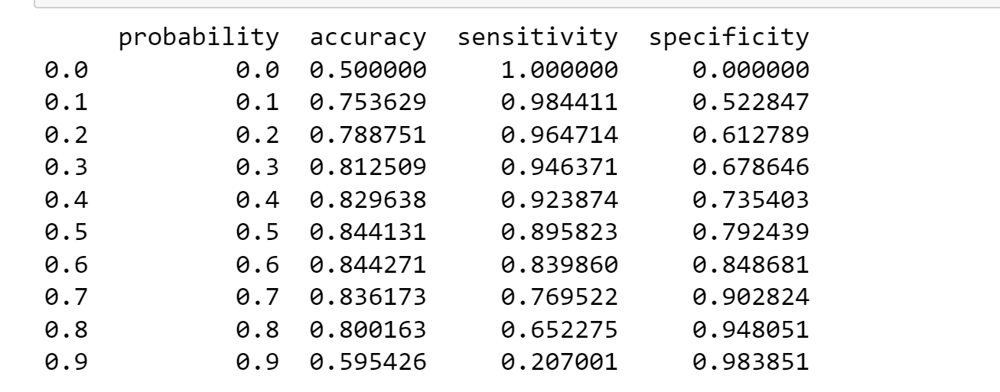 probability accuracy sensitivity specificity
0.0 0.0 0.500000 1.000000 0.000000
0.1 0.1 0.753629 0.984411 0.522847
0.2 0.2 0.788751 0.964714 0.612789
0.3 0.3 0.812509 0.946371 0.678646
0.4 0.4 0.829638 0.923874 0.735403
0.5 0.5 0.844131 0.895823 0.792439
0.6 0.6 0.844271 0.839860 0.848681
0.7 0.7 0.836173 0.769522 0.902824
0.8 0.8 0.800163 0.652275 0.948051
0.9 0.9 0.595426 0.207001 0.983851